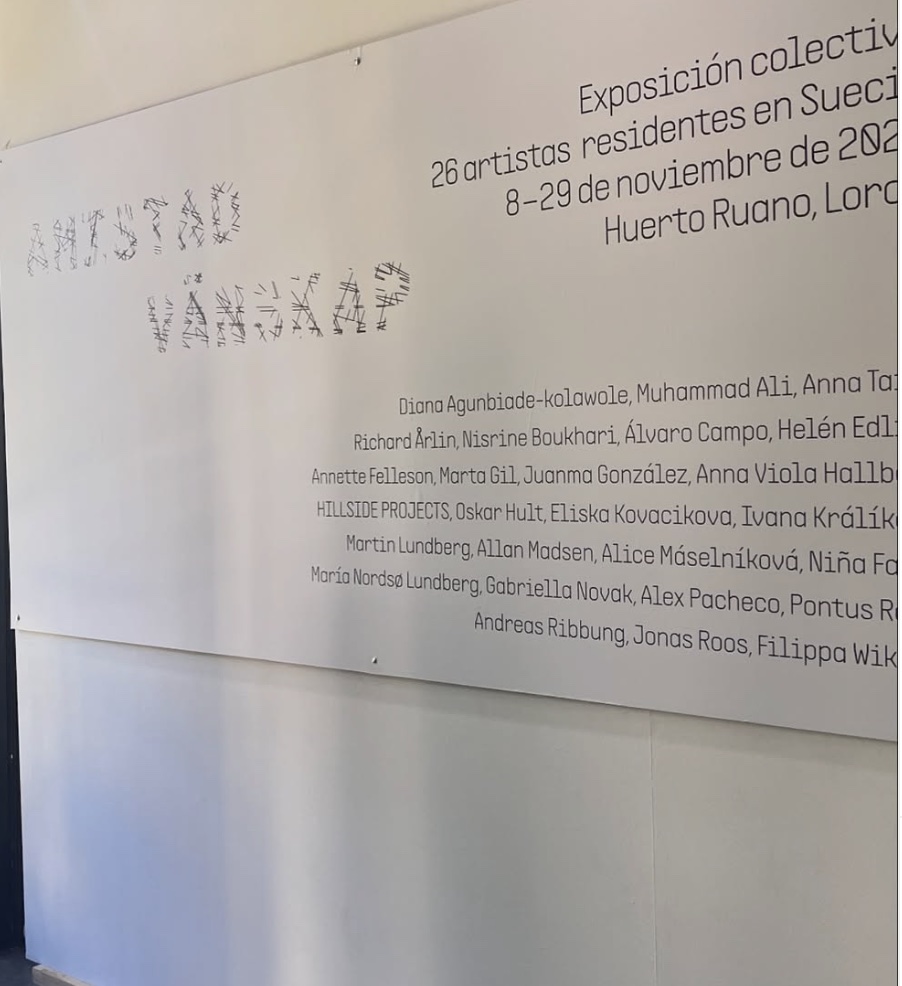 AMISTAD
VÄNSKAP
Exposición colectiv
26 artistas residentes en Sueci
8–29 de noviembre de 202
Huerto Ruano, Lorc
Diana Agunbiade-kolawole, Muhammad Ali, Anna Ta
Richard Årlin, Nisrine Boukhari, Álvaro Campo, Helén Edl
Annette Felleson, Marta Gil, Juanma González, Anna Viola Hallb
HILLSIDE PROJECTS, Oskar Hult, Eliska Kovacikova, Ivana Králík
Martin Lundberg, Allan Madsen, Alice Máselníková, Niña Fa
María Nordsø Lundberg, Gabriella Novak, Alex Pacheco, Pontus R
Andreas Ribbung, Jonas Roos, Filippa Wik